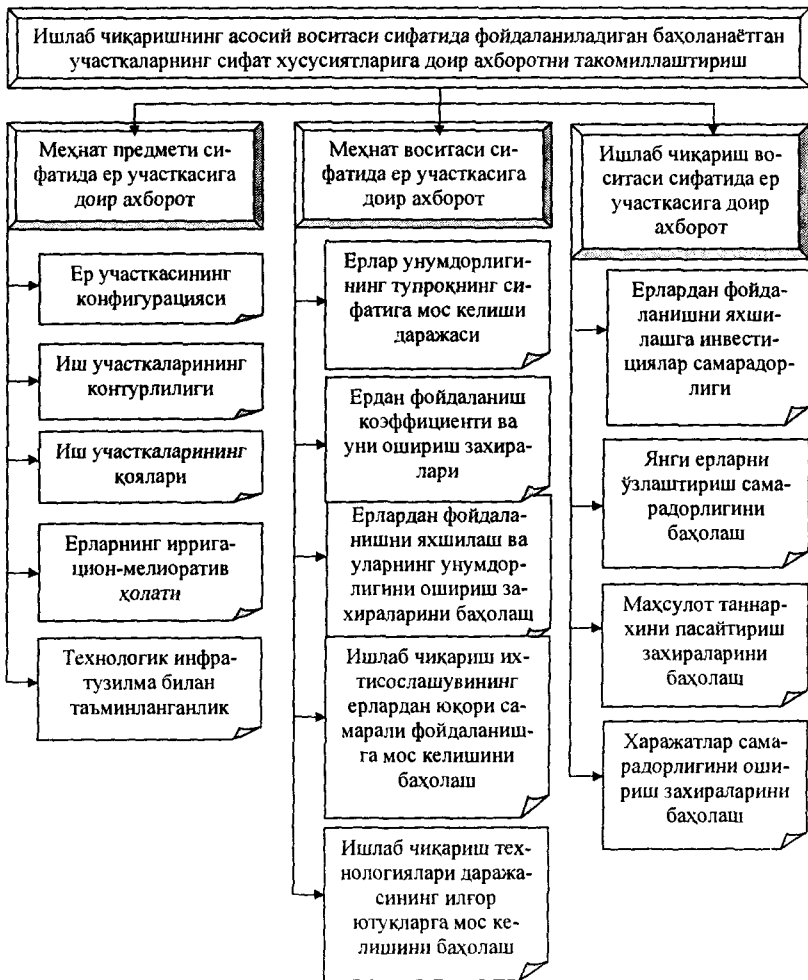 Ишлаб чиқаришнинг асосий воситаси сифатида фойдаланиладиган баҳоланаётган
участкаларнинг сифат хусусиятларига доир ахборотни такомиллаштириш
Меҳнат предмети си-
фатида ер участкасига
доир ахборот
Ер участкасининг
конфигурацияси
Иш участкаларининг
контурлилиги
Иш участкаларининг
қоялари
Ерларнинг иррига-
цион-мелиоратив
ҳолати
Технологик инфра-
тузилма билан
таъминланганлик
Меҳнат воситаси си-
фатида ер участкасига
доир ахборот
Ерлар унумдорлиги-
нинг тупроқнинг си-
фатига мос келиши
даражаси
Ердан фойдаланиш
коэффициенти ва
уни ошириш захира-
лари
Ерлардан фойдала-
нишни яхшилаш ва
уларнинг унумдор-
лигини ошириш за-
хираларини баҳолаш
Ишлаб чиқариш их-
тисослашувининг
ерлардан юқори са-
марали фойдаланиш-
га мос келишини
баҳолаш
Ишлаб чиқариш тех-
нологиялари даража-
сининг илғор
ютуқларга мос ке-
лишини баҳолаш
Ишлаб чиқариш во-
ситаси сифатида ер
участкасига доир
ахборот
Ерлардан фойда-
ланишни яхши-
лашга инвести-
циялар самарадор-
лиги
Янги ерларни
ўзлаштириш сама-
радорлигини
баҳолаш
Маҳсулот таннар-
хини пасайтириш
захираларини
баҳолаш
Харажатлар сама-
радорлигини оши-
риш захираларини
баҳолаш